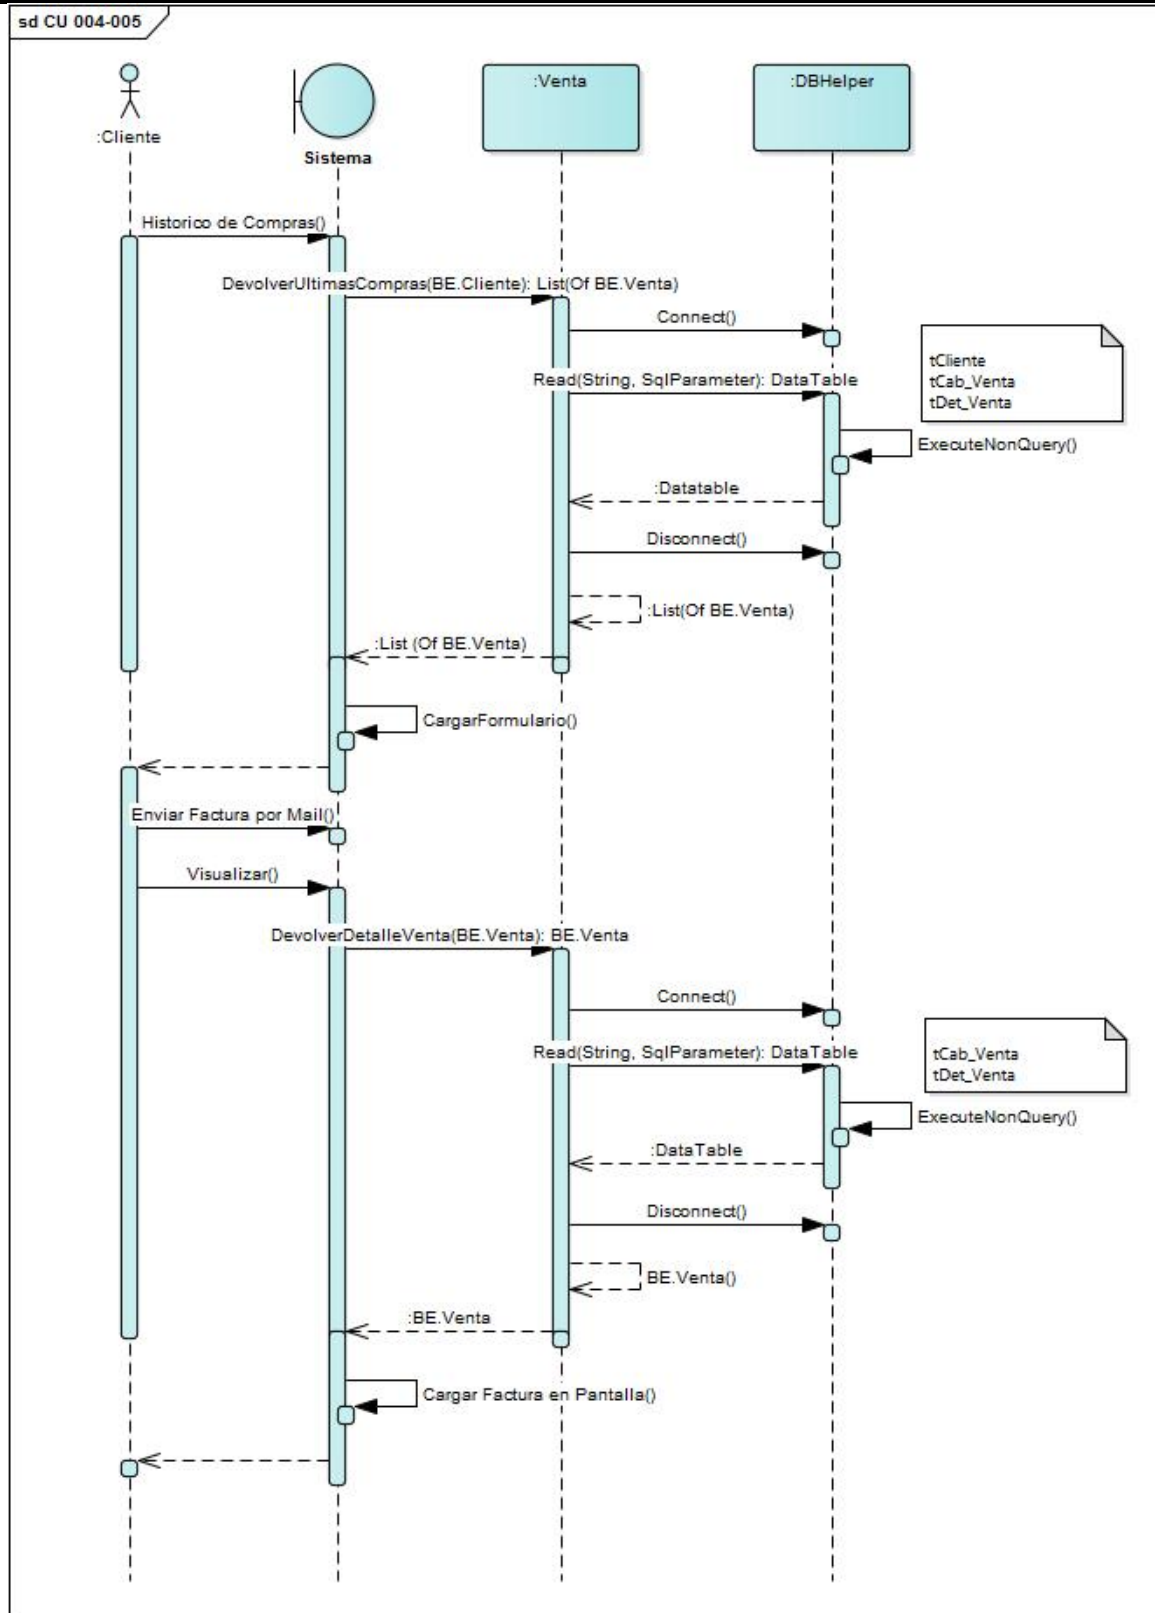 sd CU 004-005
:Cliente
Sistema
:Venta
:DBHelper
Historico de Compras()
DevolverUltimasCompras(BE.Cliente): List(Of BE.Venta)
Connect()
tCliente
tCab_Venta
tDet_Venta
Read(String, SqlParameter): DataTable
ExecuteNonQuery()
:Datatable
Disconnect()
:List(Of BE.Venta)
:List (Of BE.Venta)
CargarFormulario()
Enviar Factura por Mail()
Visualizar()
DevolverDetalleVenta(BE.Venta): BE.Venta
Connect()
Read(String, SqlParameter): DataTable
tCab_Venta
tDet_Venta
ExecuteNonQuery()
:DataTable
Disconnect()
BE.Venta()
:BE.Venta
Cargar Factura en Pantalla()